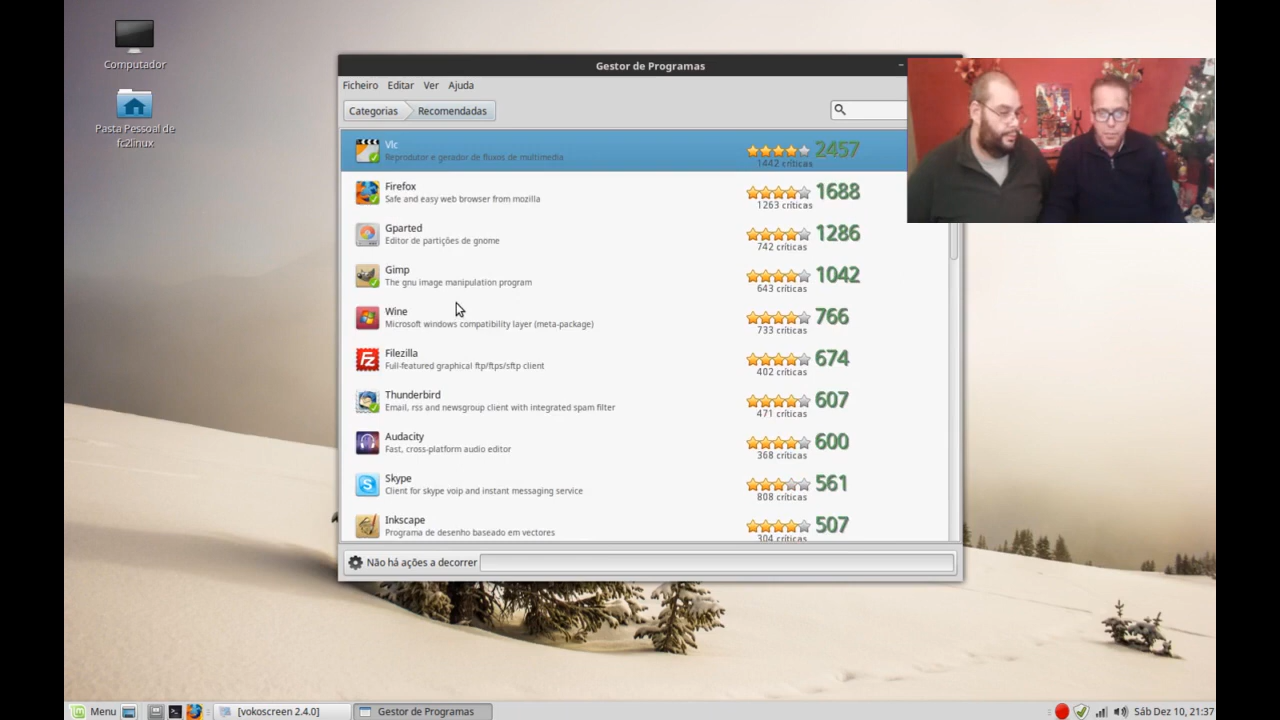 Computador
Pasta Pessoal de
fc2linux
Gestor de Programas
Ficheiro Editar Ver Ajuda
Categorias Recomendadas
Vlc
Reprodutor e gerador de fluxos de multimedia
2457
1442 críticas
Firefox
Safe and easy web browser from mozilla
1688
1263 críticas
Gparted
Editor de partições de gnome
1286
742 críticas
Gimp
The gnu image manipulation program
1042
643 críticas
Wine
Microsoft windows compatibility layer (meta-package)
766
733 críticas
Filezilla
Full-featured graphical ftp/ftps/sftp client
674
402 críticas
Thunderbird
Email, rss and newsgroup client with integrated spam filter
607
471 críticas
Audacity
Fast, cross-platform audio editor
600
368 críticas
Skype
Client for skype voip and instant messaging service
561
808 críticas
Inkscape
Programa de desenho baseado em vectores
507
304 críticas
Não há ações a decorrer
Menu [vokoscreen 2.4.0] Gestor de Programas Sáb Dez 10, 21:37